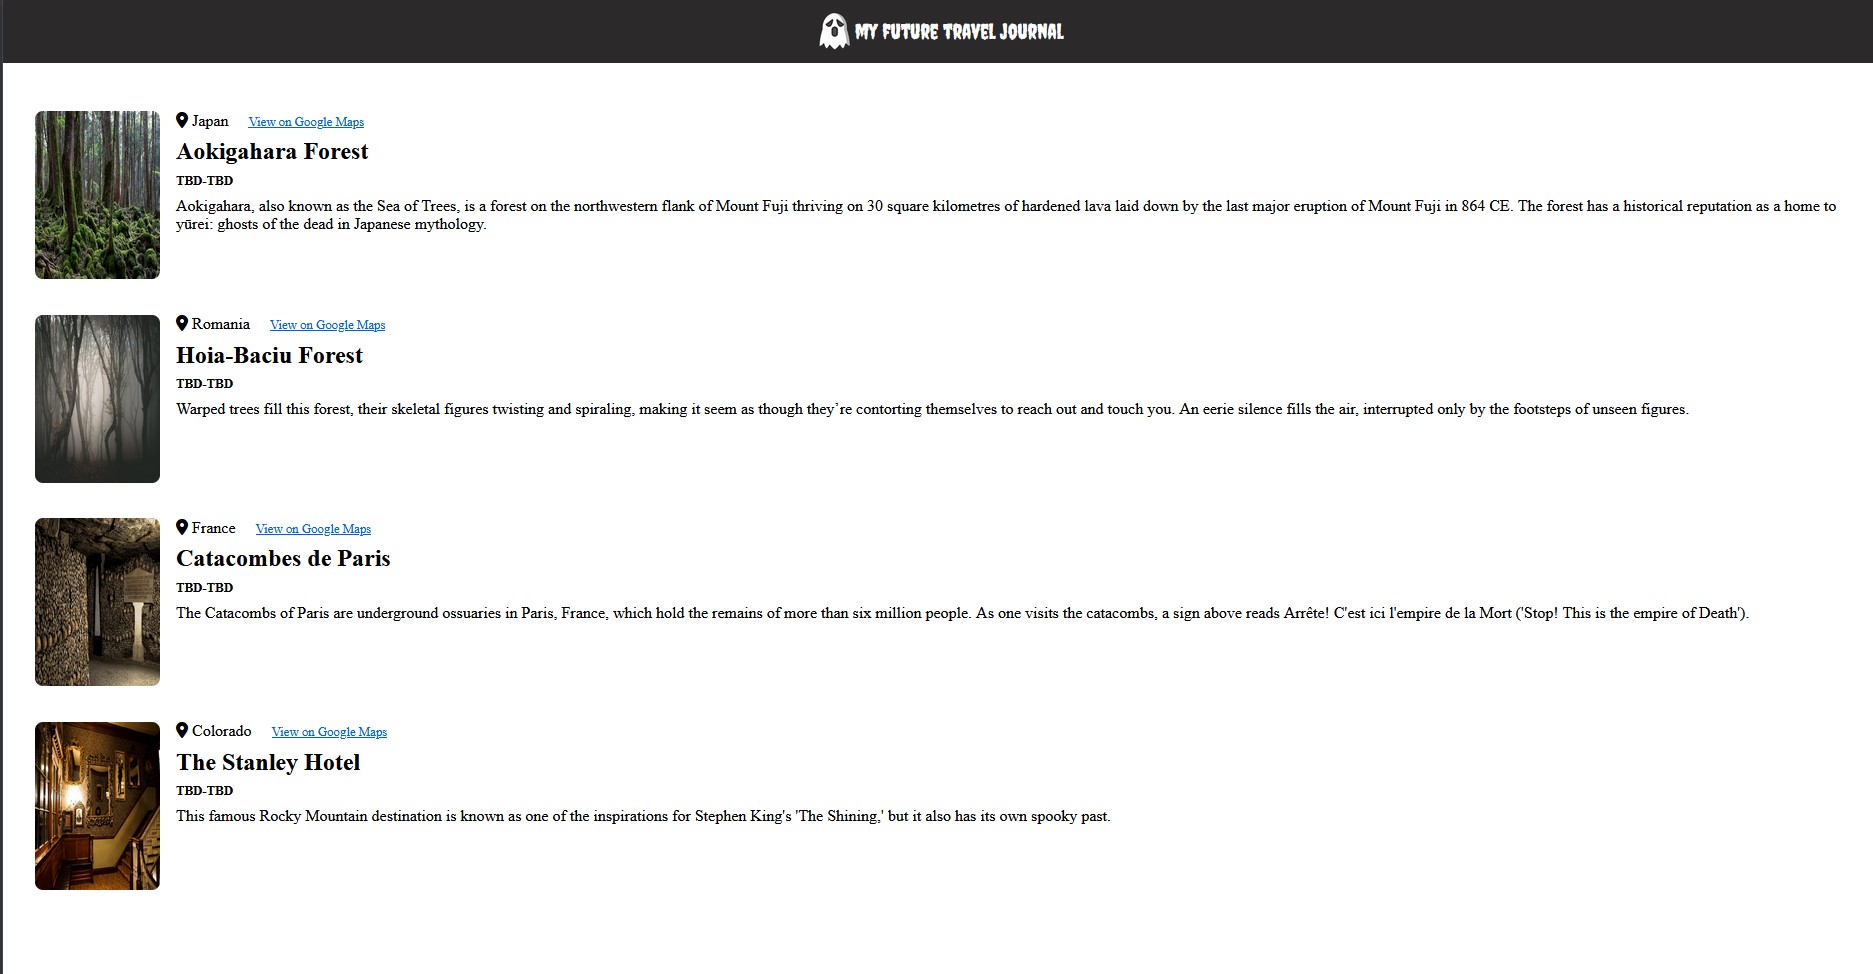 MY FUTURE TRAVEL JOURNAL
Japan View on Google Maps
Aokigahara Forest
TBD-TBD
Aokigahara, also known as the Sea of Trees, is a forest on the northwestern flank of Mount Fuji thriving on 30 square kilometres of hardened lava laid down by the last major eruption of Mount Fuji in 864 CE. The forest has a historical reputation as a home to
yūrei: ghosts of the dead in Japanese mythology.
Romania View on Google Maps
Hoia-Baciu Forest
TBD-TBD
Warped trees fill this forest, their skeletal figures twisting and spiraling, making it seem as though they’re contorting themselves to reach out and touch you. An eerie silence fills the air, interrupted only by the footsteps of unseen figures.
France View on Google Maps
Catacombes de Paris
TBD-TBD
The Catacombs of Paris are underground ossuaries in Paris, France, which hold the remains of more than six million people. As one visits the catacombs, a sign above reads Arrête! C'est ici l'empire de la Mort ('Stop! This is the empire of Death').
Colorado View on Google Maps
The Stanley Hotel
TBD-TBD
This famous Rocky Mountain destination is known as one of the inspirations for Stephen King's 'The Shining,' but it also has its own spooky past.